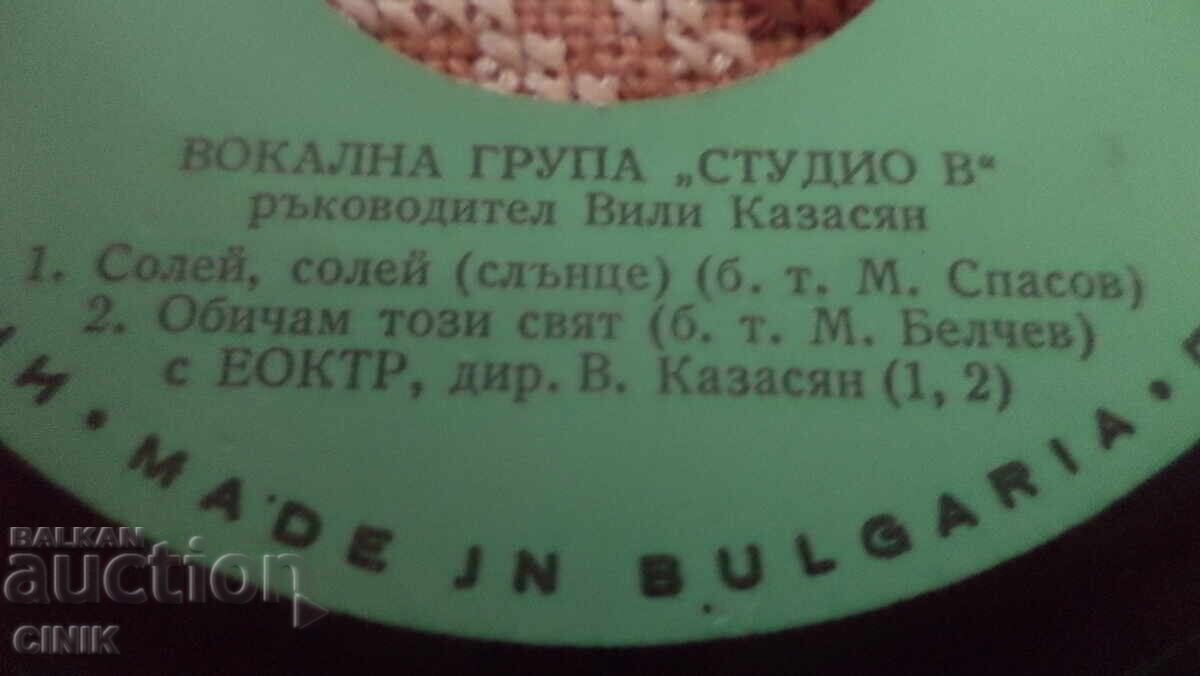 ВОКАЛНА ГРУПА „СТУДИО В“
ръководител Вили Казасян
1. Солей, солей (слънце) (б. т. М. Спасов)
2. Обичам този свят (б. т. М. Белчев)
с ЕОКТР, дир. В. Казасян (1, 2)
• MADE JN BULGARIA •
BALKAN
auction
CINIK